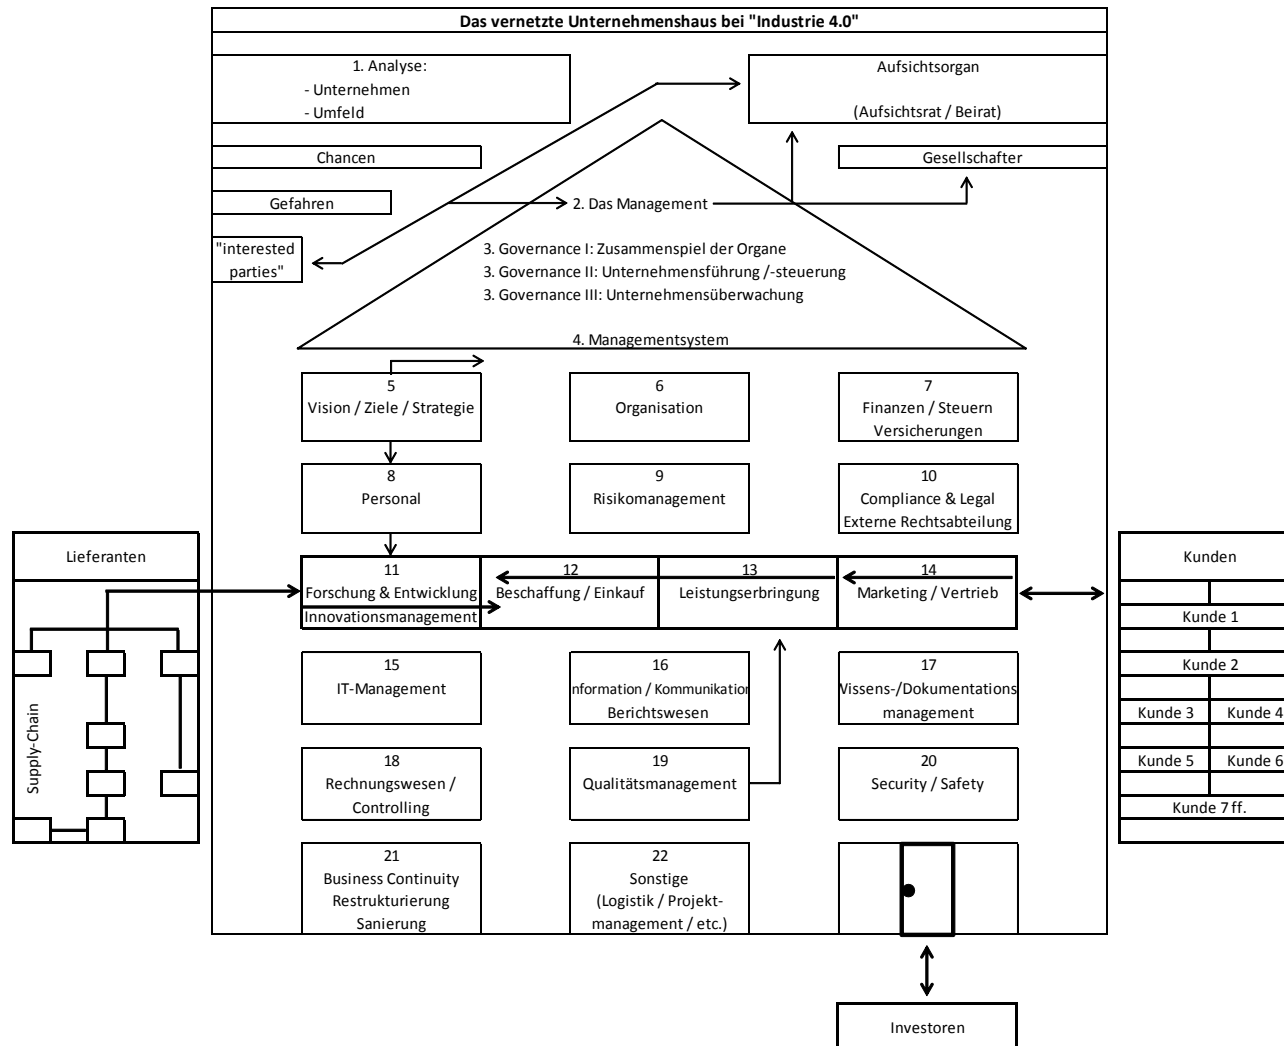 Das vernetzte Unternehmenshaus bei "Industrie 4.0"
1. Analyse:
- Unternehmen
- Umfeld
Aufsichtsorgan
(Aufsichtsrat / Beirat)
Chancen
Gesellschafter
Gefahren
2. Das Management
"interested
parties"
3. Governance I: Zusammenspiel der Organe
3. Governance II: Unternehmensführung /-steuerung
3. Governance III: Unternehmensüberwachung
4. Managementsystem
5
Vision / Ziele / Strategie
6
Organisation
7
Finanzen / Steuern
Versicherungen
8
Personal
9
Risikomanagement
10
Compliance & Legal
Externe Rechtsabteilung
Lieferanten
Supply-Chain
11
Forschung & Entwicklung
Innovationsmanagement
12
Beschaffung / Einkauf
13
Leistungserbringung
14
Marketing / Vertrieb
Kunden
Kunde 1
Kunde 2
Kunde 3
Kunde 4
Kunde 5
Kunde 6
Kunde 7 ff.
15
IT-Management
16
nformation / Kommunikation
Berichtswesen
17
Wissens-/Dokumentations
management
18
Rechnungswesen /
Controlling
19
Qualitätsmanagement
20
Security / Safety
21
Business Continuity
Restrukturierung
Sanierung
22
Sonstige
(Logistik / Projekt-
management / etc.)
Investoren